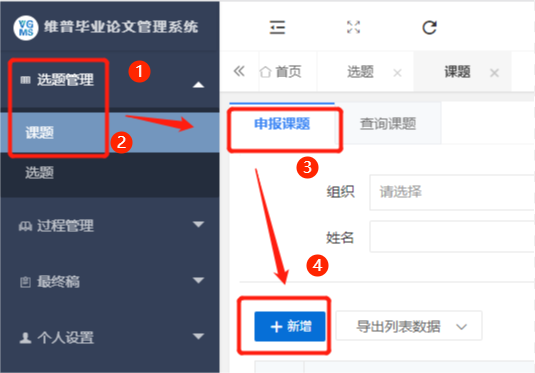 VGMS 维普毕业论文管理系统
首页 选题 × 课题 ×
选题管理 1
课题 2
选题
过程管理
最终稿
个人设置
申报课题 查询课题
3
组织 请选择
姓名
4
+ 新增 导出列表数据